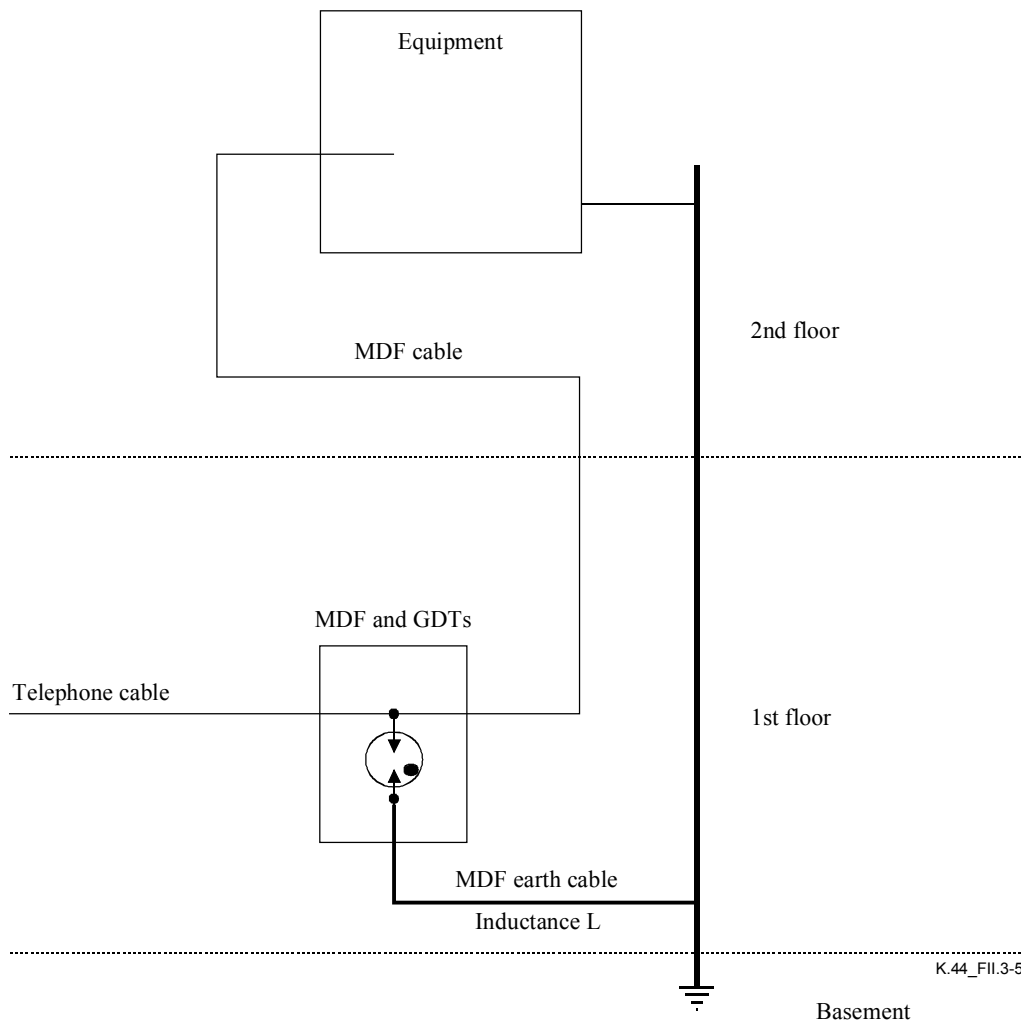 Equipment
2nd floor
MDF cable
MDF and GDTs
Telephone cable
1st floor
MDF earth cable
Inductance L
K.44_FII.3-5
Basement